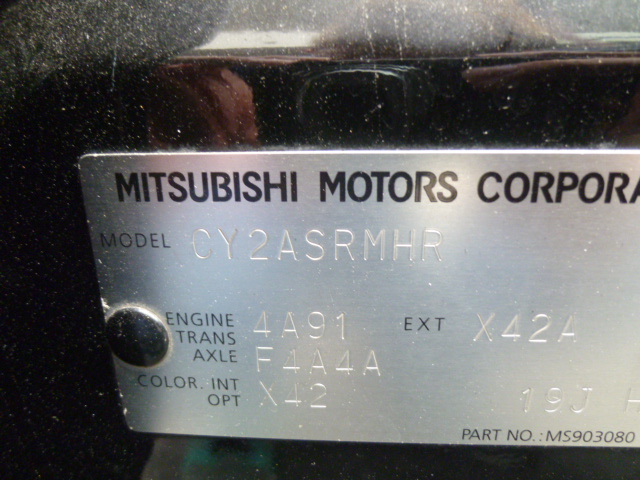 MITSUBISHI MOTORS CORPORA
MODEL CY2ASRMHR
ENGINE 4A91 EXT X42A
TRANS
AXLE F4A4A
COLOR. INT X42
OPT 19J H
PART NO.: MS903080